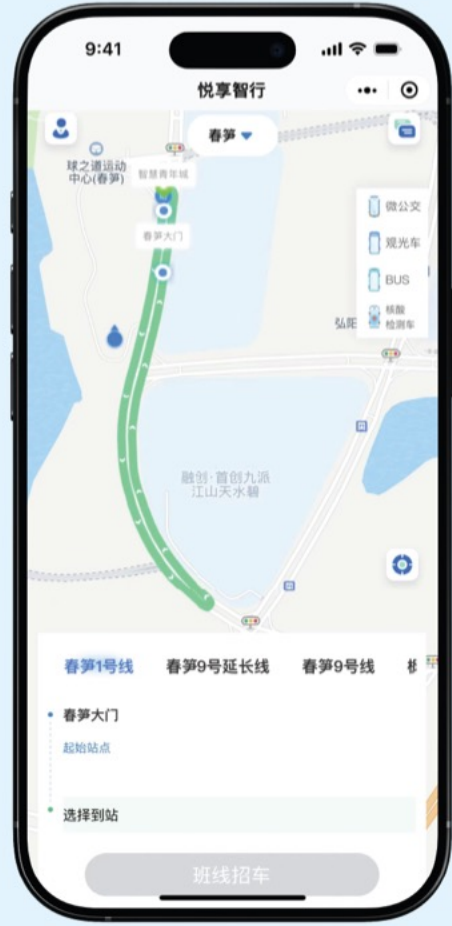 9:41
悦享智行
春笋
球之道运动
中心(春笋)
智慧青年城
春笋大门
微公交
观光车
BUS
核酸
检测车
弘阳
融创·首创九派
江山天水碧
春笋1号线
春笋9号延长线
春笋9号线
春笋大门
起始站点
选择到站
班线招车